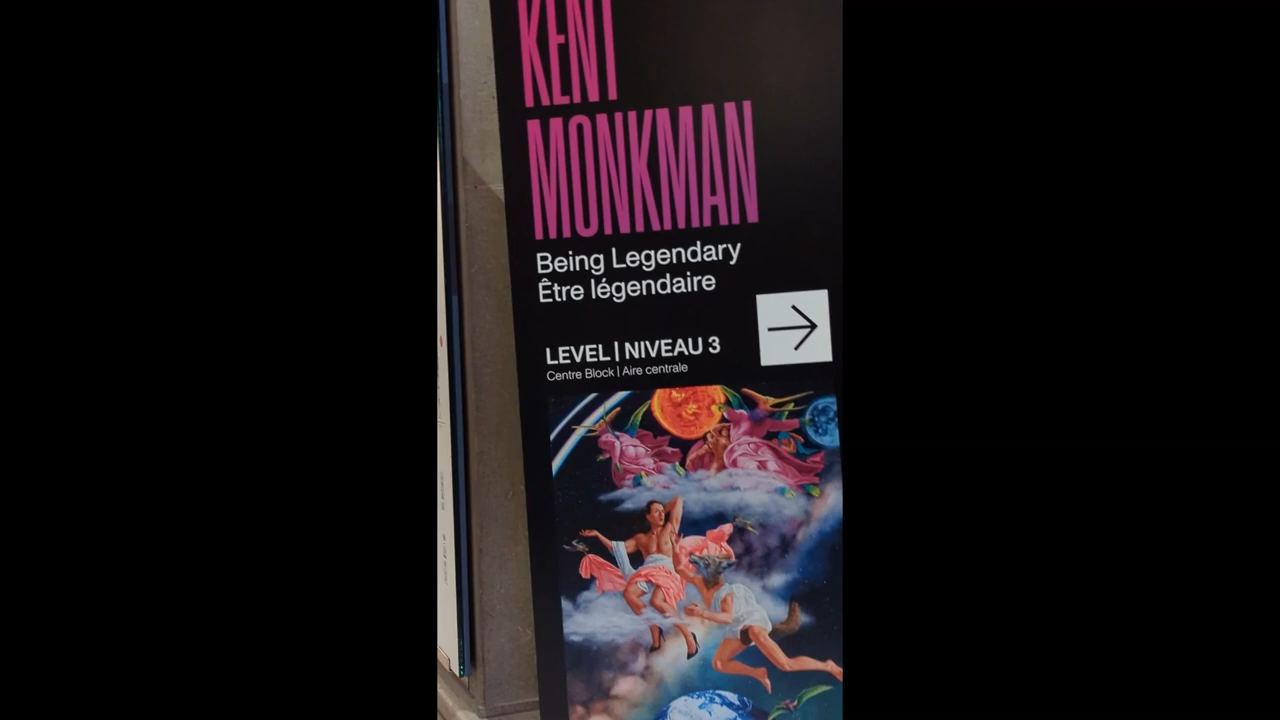 KENT
MONKMAN
Being Legendary
Être légendaire
LEVEL | NIVEAU 3
Centre Block | Aire centrale